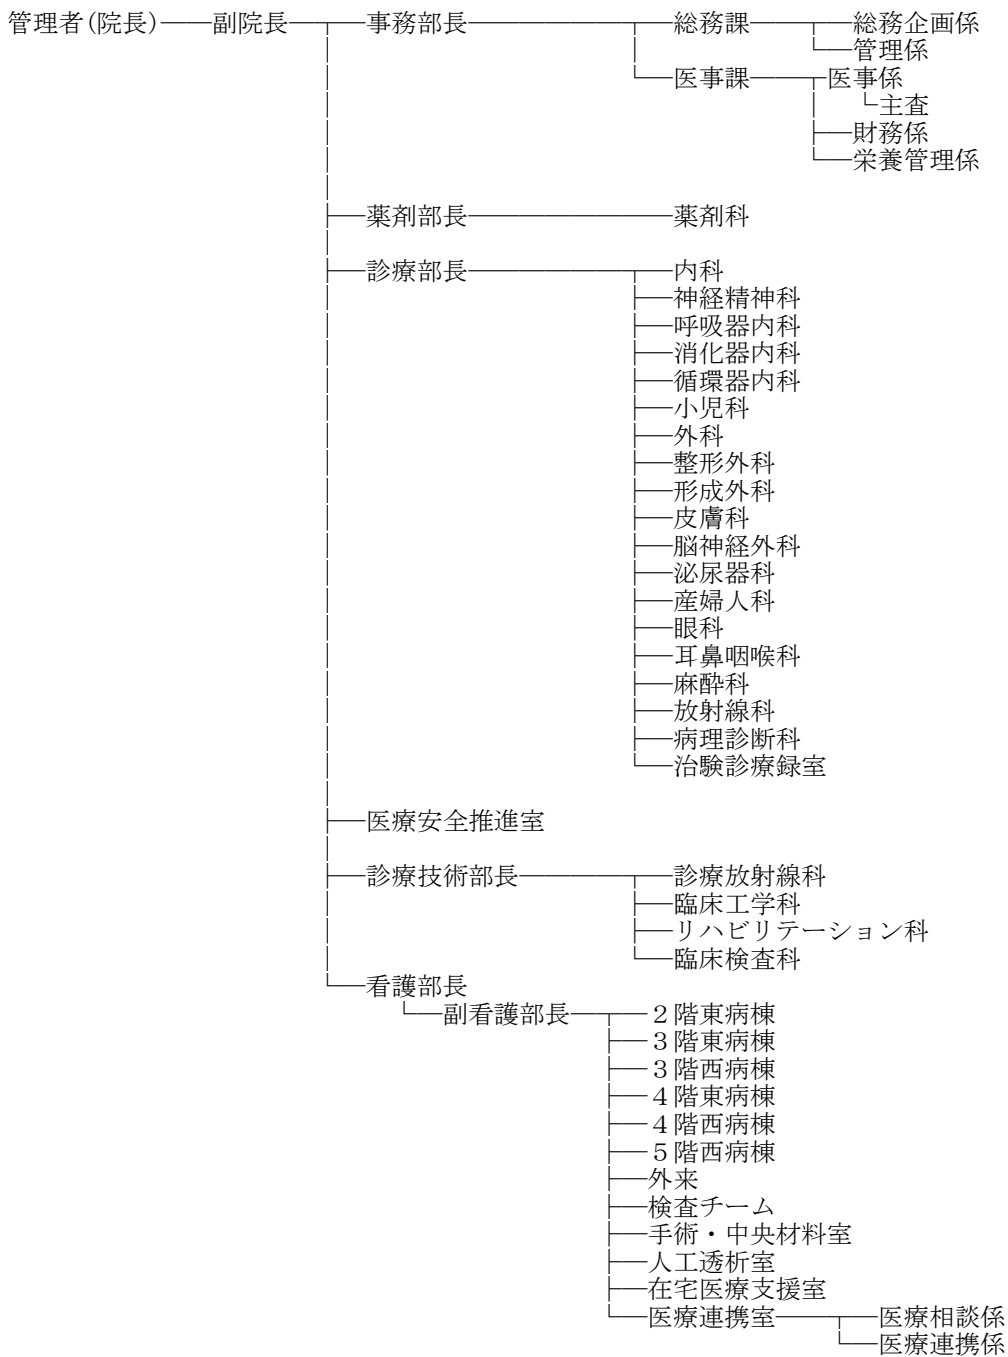 管理者(院長) 副院長 事務部長 総務課 総務企画係
管理係
医事課 医事係
主査
財務係
栄養管理係
薬剤部長 薬剤科
診療部長 内科
神経精神科
呼吸器内科
消化器内科
循環器内科
小児科
外科
整形外科
形成外科
皮膚科
脳神経外科
泌尿器科
産婦人科
眼科
耳鼻咽喉科
麻酔科
放射線科
病理診断科
治験診療録室
医療安全推進室
診療技術部長 診療放射線科
臨床工学科
リハビリテーション科
臨床検査科
看護部長
副看護部長 2階東病棟
3階東病棟
3階西病棟
4階東病棟
4階西病棟
5階西病棟
外来
検査チーム
手術・中央材料室
人工透析室
在宅医療支援室
医療連携室 医療相談係
医療連携係